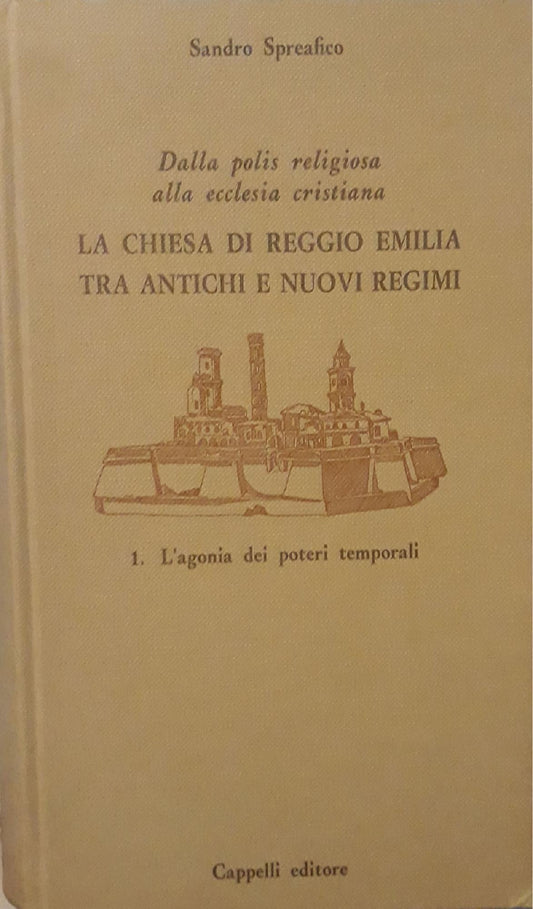 Sandro Spreafico
Dalla polis religiosa
alla ecclesia cristiana
LA CHIESA DI REGGIO EMILIA
TRA ANTICHI E NUOVI REGIMI
1. L'agonia dei poteri temporali
Cappelli editore